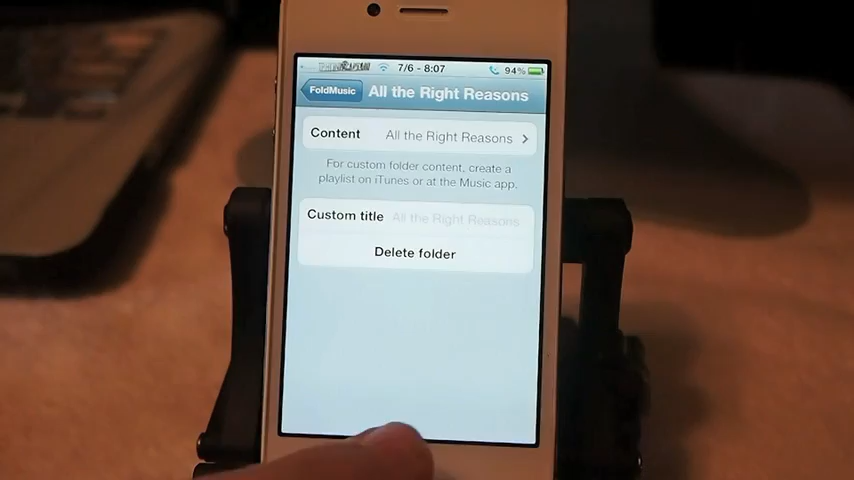 7/6 - 8:07
94%
FoldMusic
All the Right Reasons
Content
All the Right Reasons
For custom folder content, create a
playlist on iTunes or at the Music app.
Custom title
All the Right Reasons
Delete folder